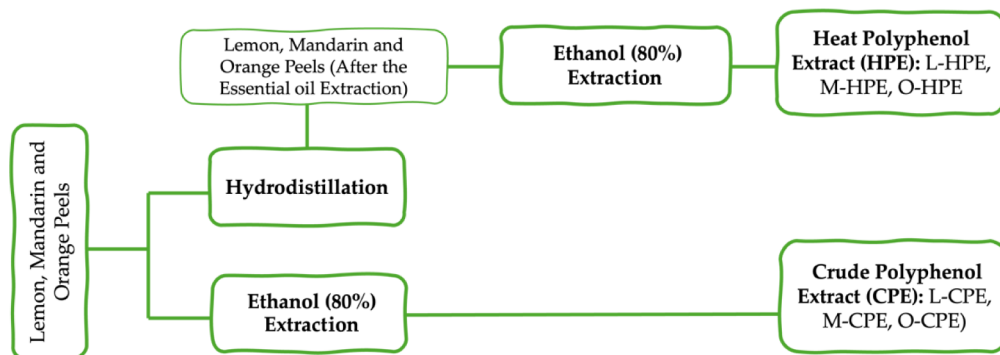 Lemon, Mandarin and
Orange Peels
Lemon, Mandarin and
Orange Peels (After the
Essential oil Extraction)
Ethanol (80%)
Extraction
Heat Polyphenol
Extract (HPE): L-HPE,
M-HPE, O-HPE
Hydrodistillation
Ethanol (80%)
Extraction
Crude Polyphenol
Extract (CPE): L-CPE,
M-CPE, O-CPE)